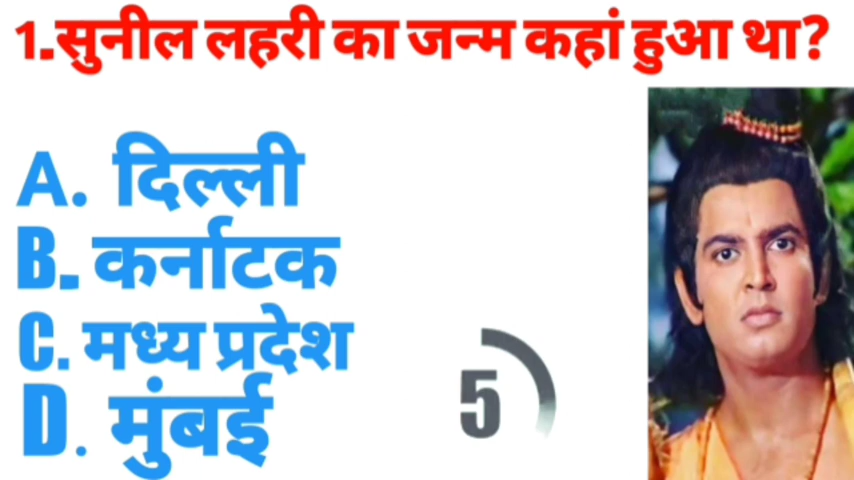 1.सुनील लहरी का जन्म कहां हुआ था?
A. दिल्ली
B. कर्नाटक
C. मध्य प्रदेश
D. मुंबई
5